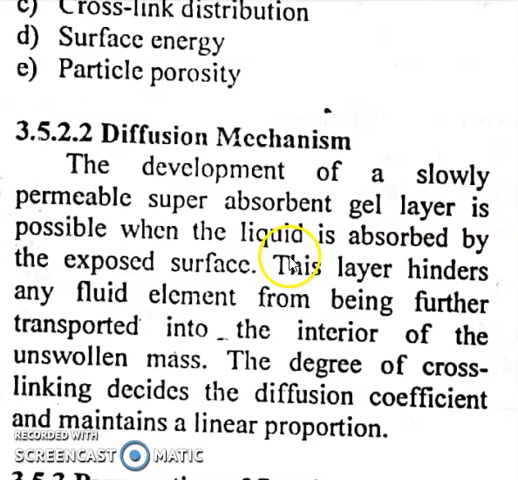 c) Cross-link distribution
d) Surface energy
e) Particle porosity
3.5.2.2 Diffusion Mechanism
The development of a slowly
permeable super absorbent gel layer is
possible when the liquid is absorbed by
the exposed surface. This layer hinders
any fluid element from being further
transported into the interior of the
unswollen mass. The degree of cross-
linking decides the diffusion coefficient
and maintains a linear proportion.
RECORDED WITH
SCREENCAST MATIC